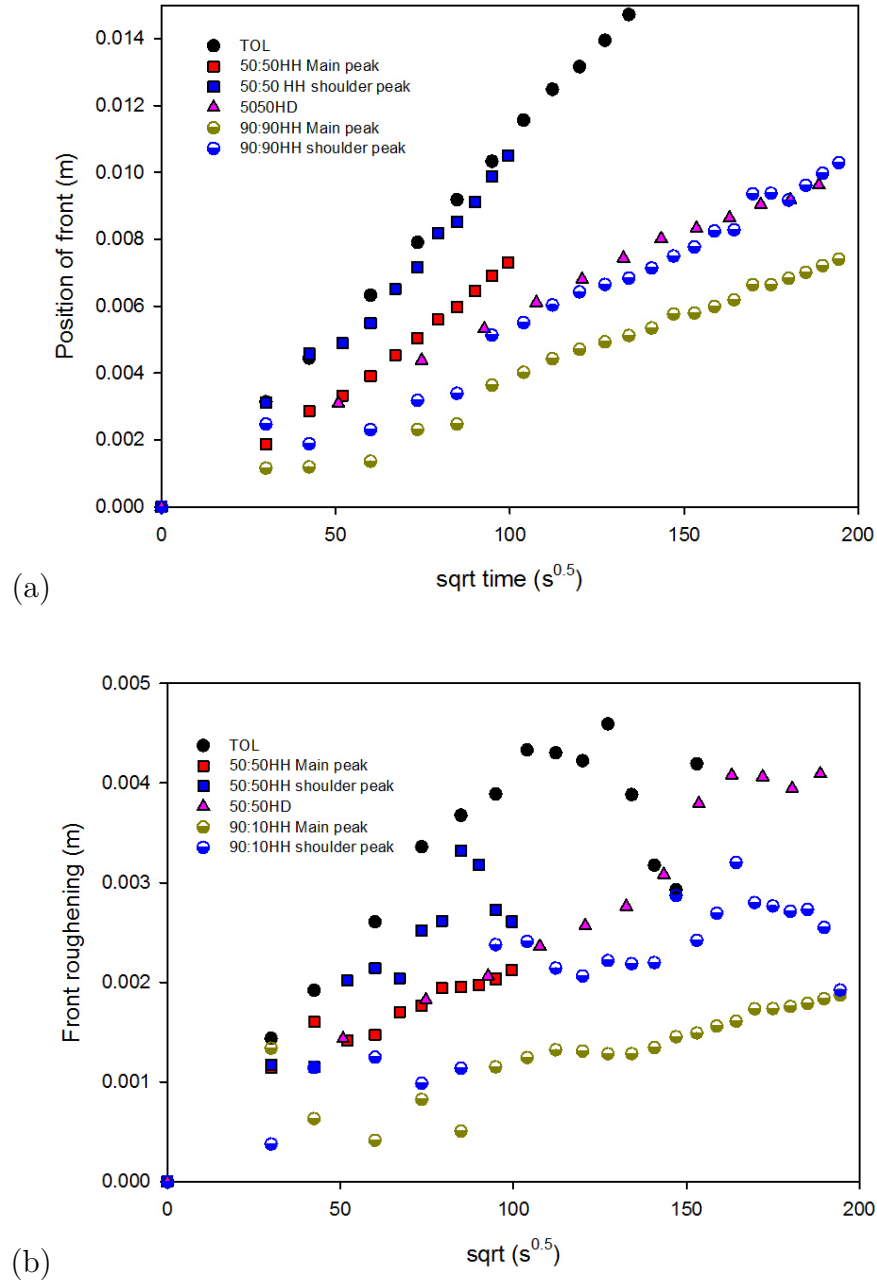 0.014
0.012
0.010
0.008
0.006
0.004
0.002
0.000
Position of front (m)
TOL
50:50HH Main peak
50:50 HH shoulder peak
5050HD
90:90HH Main peak
90:90HH shoulder peak
0 50 100 150 200
sqrt time (s^0.5)
(a)
0.005
0.004
0.003
0.002
0.001
0.000
Front roughening (m)
TOL
50:50HH Main peak
50:50HH shoulder peak
50:50HD
90:10HH Main peak
90:10HH shoulder peak
0 50 100 150 200
sqrt (s^0.5)
(b)